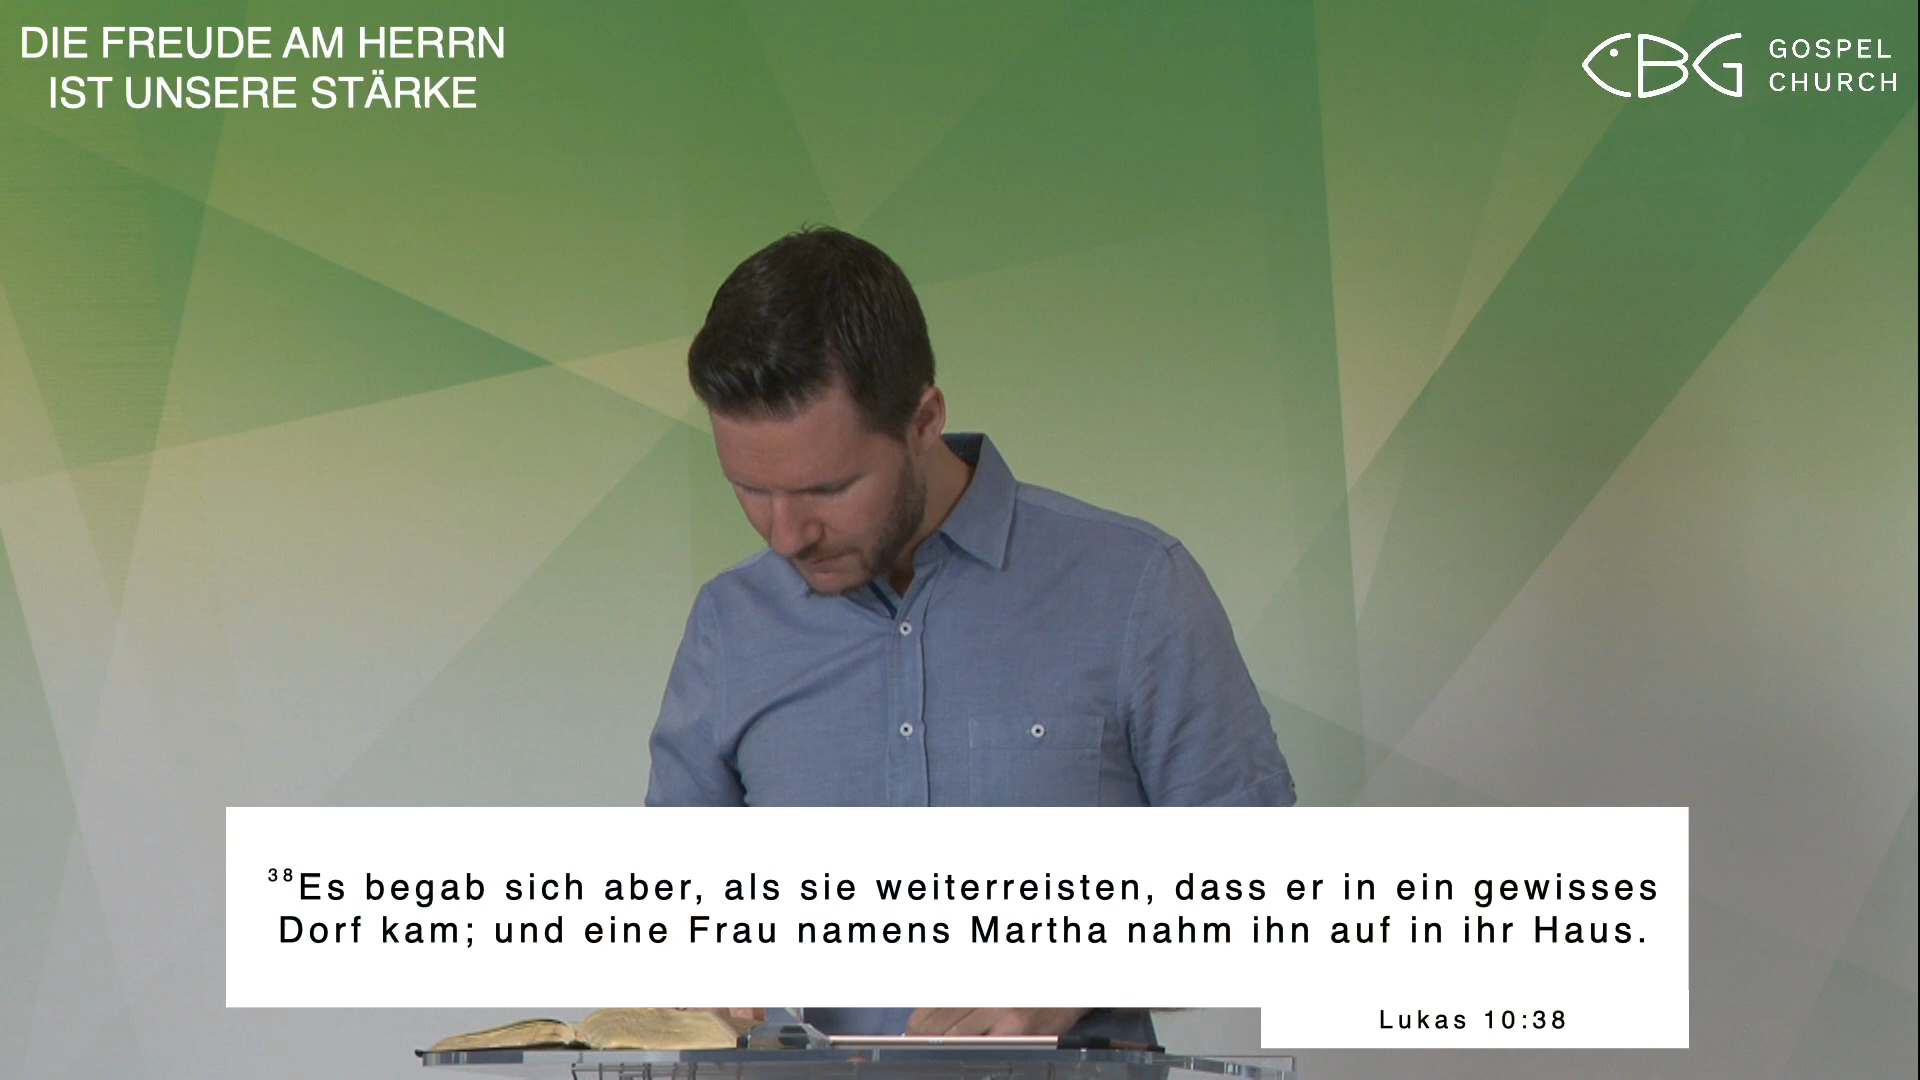 DIE FREUDE AM HERRN
IST UNSERE STÄRKE
CBG
GOSPEL
CHURCH
³⁸Es begab sich aber, als sie weiterreisten, dass er in ein gewisses
Dorf kam; und eine Frau namens Martha nahm ihn auf in ihr Haus.
Lukas 10:38